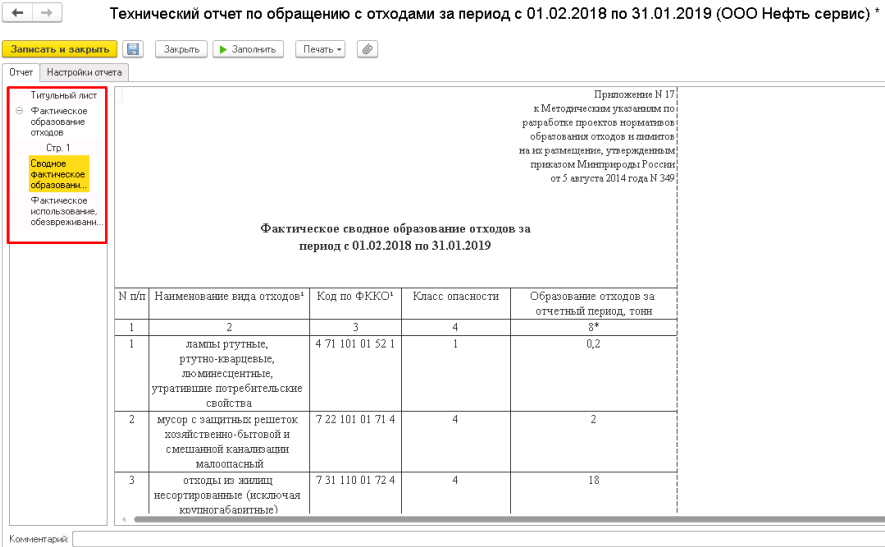 Технический отчет по обращению с отходами за период с 01.02.2018 по 31.01.2019 (ООО Нефть сервис) *
Записать и закрыть Закрыть Заполнить Печать
Отчет Настройки отчета
Титульный лист
Фактическое
образование
отходов
Стр. 1
Сводное
фактическое
образовани...
Фактическое
использование,
обезвреживани...
Приложение N 17
к Методическим указаниям по
разработке проектов нормативов
образования отходов и лимитов
на их размещение, утвержденным
приказом Минприроды России
от 5 августа 2014 года N 349
Фактическое сводное образование отходов за
период с 01.02.2018 по 31.01.2019
N п/п Наименование вида отходов¹ Код по ФККО¹ Класс опасности Образование отходов за
отчетный период, тонн
1 2 3 4 8*
1 лампы ртутные, 4 71 101 01 52 1 1 0,2
ртутно-кварцевые,
люминесцентные,
утратившие потребительские
свойства
2 мусор с защитных решеток 7 22 101 01 71 4 4 2
хозяйственно-бытовой и
смешанной канализации
малоопасный
3 отходы из жилищ 7 31 110 01 72 4 4 18
несортированные (исключая
крупногабаритные)
Комментарий: